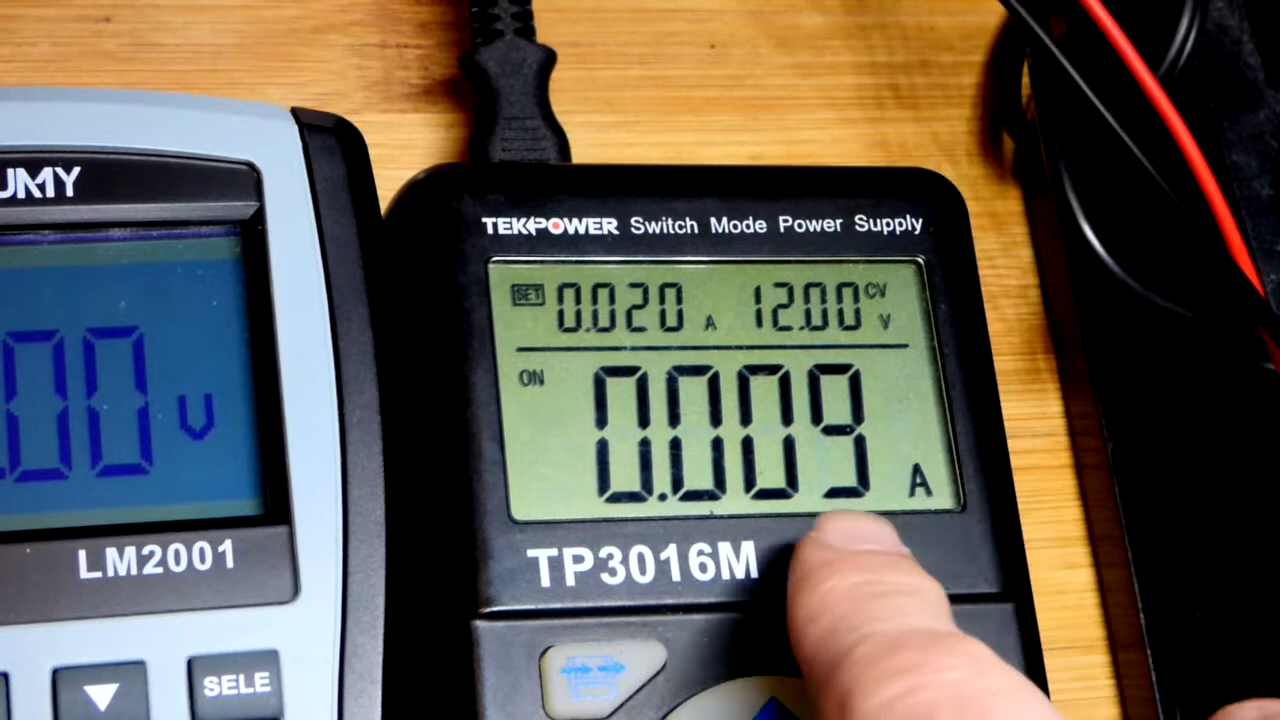 UMY
00 V
LM2001
SELE
TEKPOWER Switch Mode Power Supply
SET 0.020 A 12.00 CV V
ON
0.009 A
TP3016M